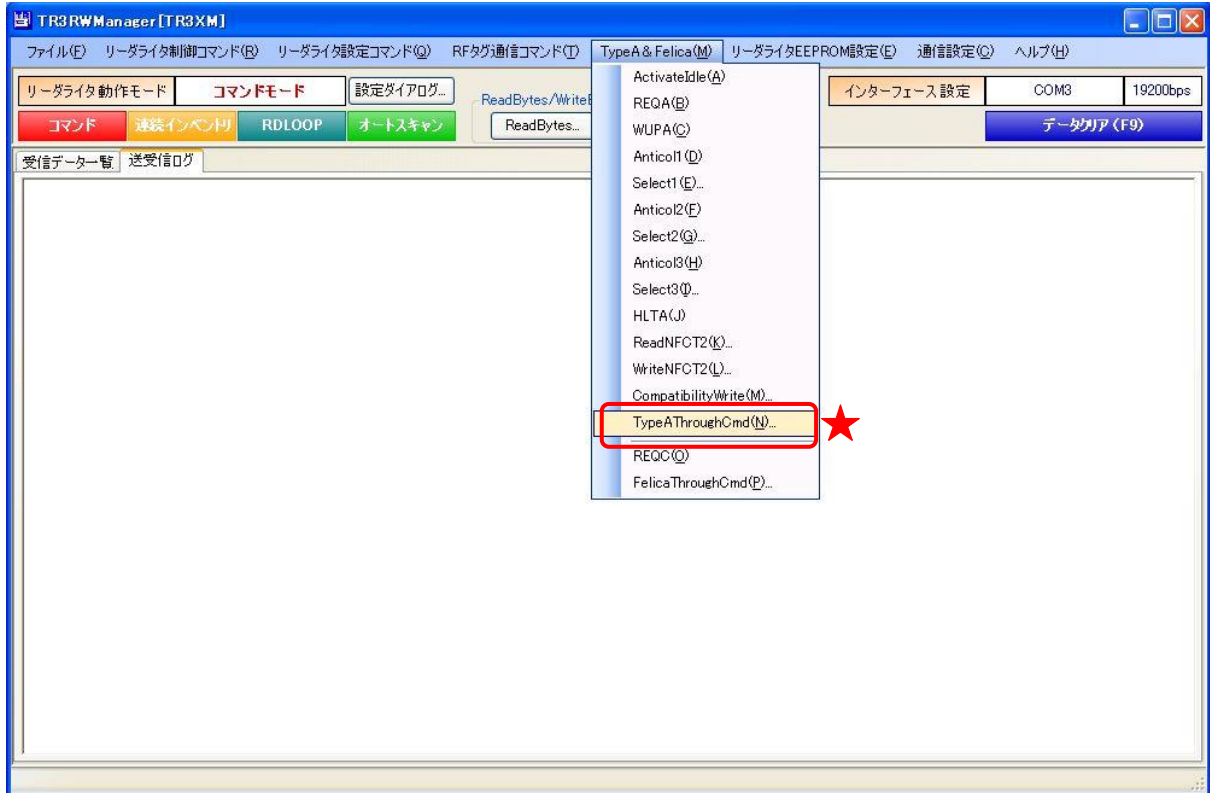 TR3RWManager[TR3XM]
ファイル(F) リーダライタ制御コマンド(R) リーダライタ設定コマンド(Q) RFタグ通信コマンド(T) TypeA&Felica(M) リーダライタEEPROM設定(E) 通信設定(C) ヘルプ(H)
リーダライタ動作モード コマンドモード 設定ダイアログ... ReadBytes/Write インターフェース設定 COM3 19200bps
コマンド 連続インベントリ RDLOOP オートスキャン ReadBytes... データクリア(F9)
受信データ一覧 送受信ログ
ActivateIdle(A)
REQA(B)
WUPA(C)
Anticol1(D)
Select1(E)...
Anticol2(F)
Select2(G)...
Anticol3(H)
Select3(I)...
HLTA(J)
ReadNFCT2(K)...
WriteNFCT2(L)...
CompatibilityWrite(M)...
TypeAThroughCmd(N)...
REQC(O)
FelicaThroughCmd(P)...